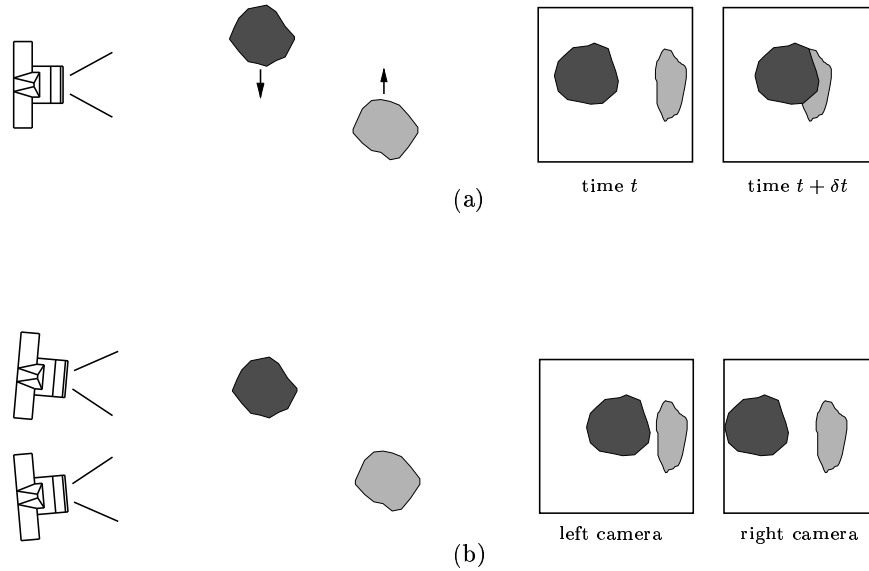 time t
time t + δt
(a)
left camera
right camera
(b)